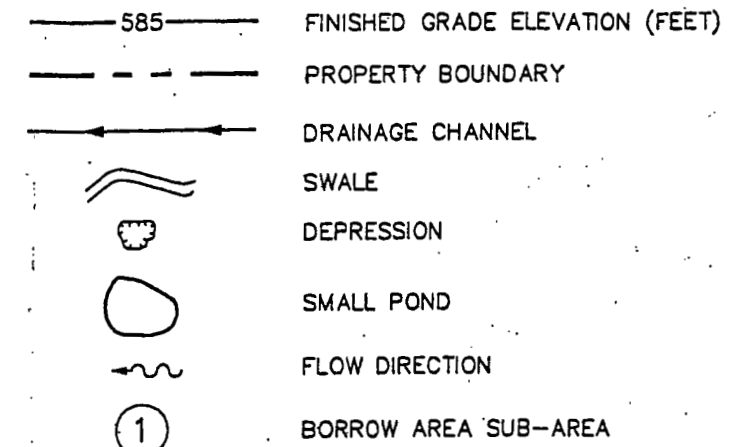 585 FINISHED GRADE ELEVATION (FEET)
PROPERTY BOUNDARY
DRAINAGE CHANNEL
SWALE
DEPRESSION
SMALL POND
FLOW DIRECTION
1 BORROW AREA SUB-AREA